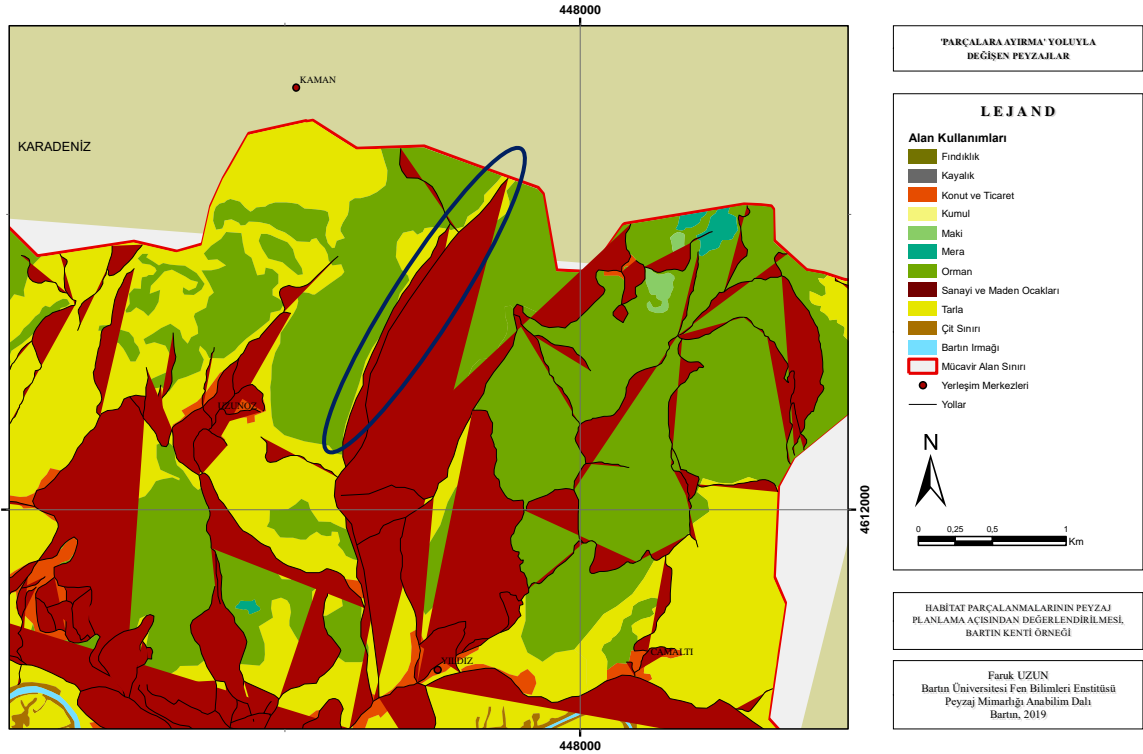 448000
KAMAN
KARADENİZ
UZUNÖZ
4612000
YILDIZ
ÇAMALTI
448000
'PARÇALARA AYIRMA' YOLUYLA
DEĞİŞEN PEYZAJLAR
LEJAND
Alan Kullanımları
Fındıklık
Kayalık
Konut ve Ticaret
Kumul
Maki
Mera
Orman
Sanayi ve Maden Ocakları
Tarla
Çit Sınırı
Bartın Irmağı
Mücavir Alan Sınırı
Yerleşim Merkezleri
Yollar
N
0 0,25 0,5 1
Km
HABİTAT PARÇALANMALARININ PEYZAJ
PLANLAMA AÇISINDAN DEĞERLENDİRİLMESİ,
BARTIN KENTİ ÖRNEĞİ
Faruk UZUN
Bartın Üniversitesi Fen Bilimleri Enstitüsü
Peyzaj Mimarlığı Anabilim Dalı
Bartın, 2019